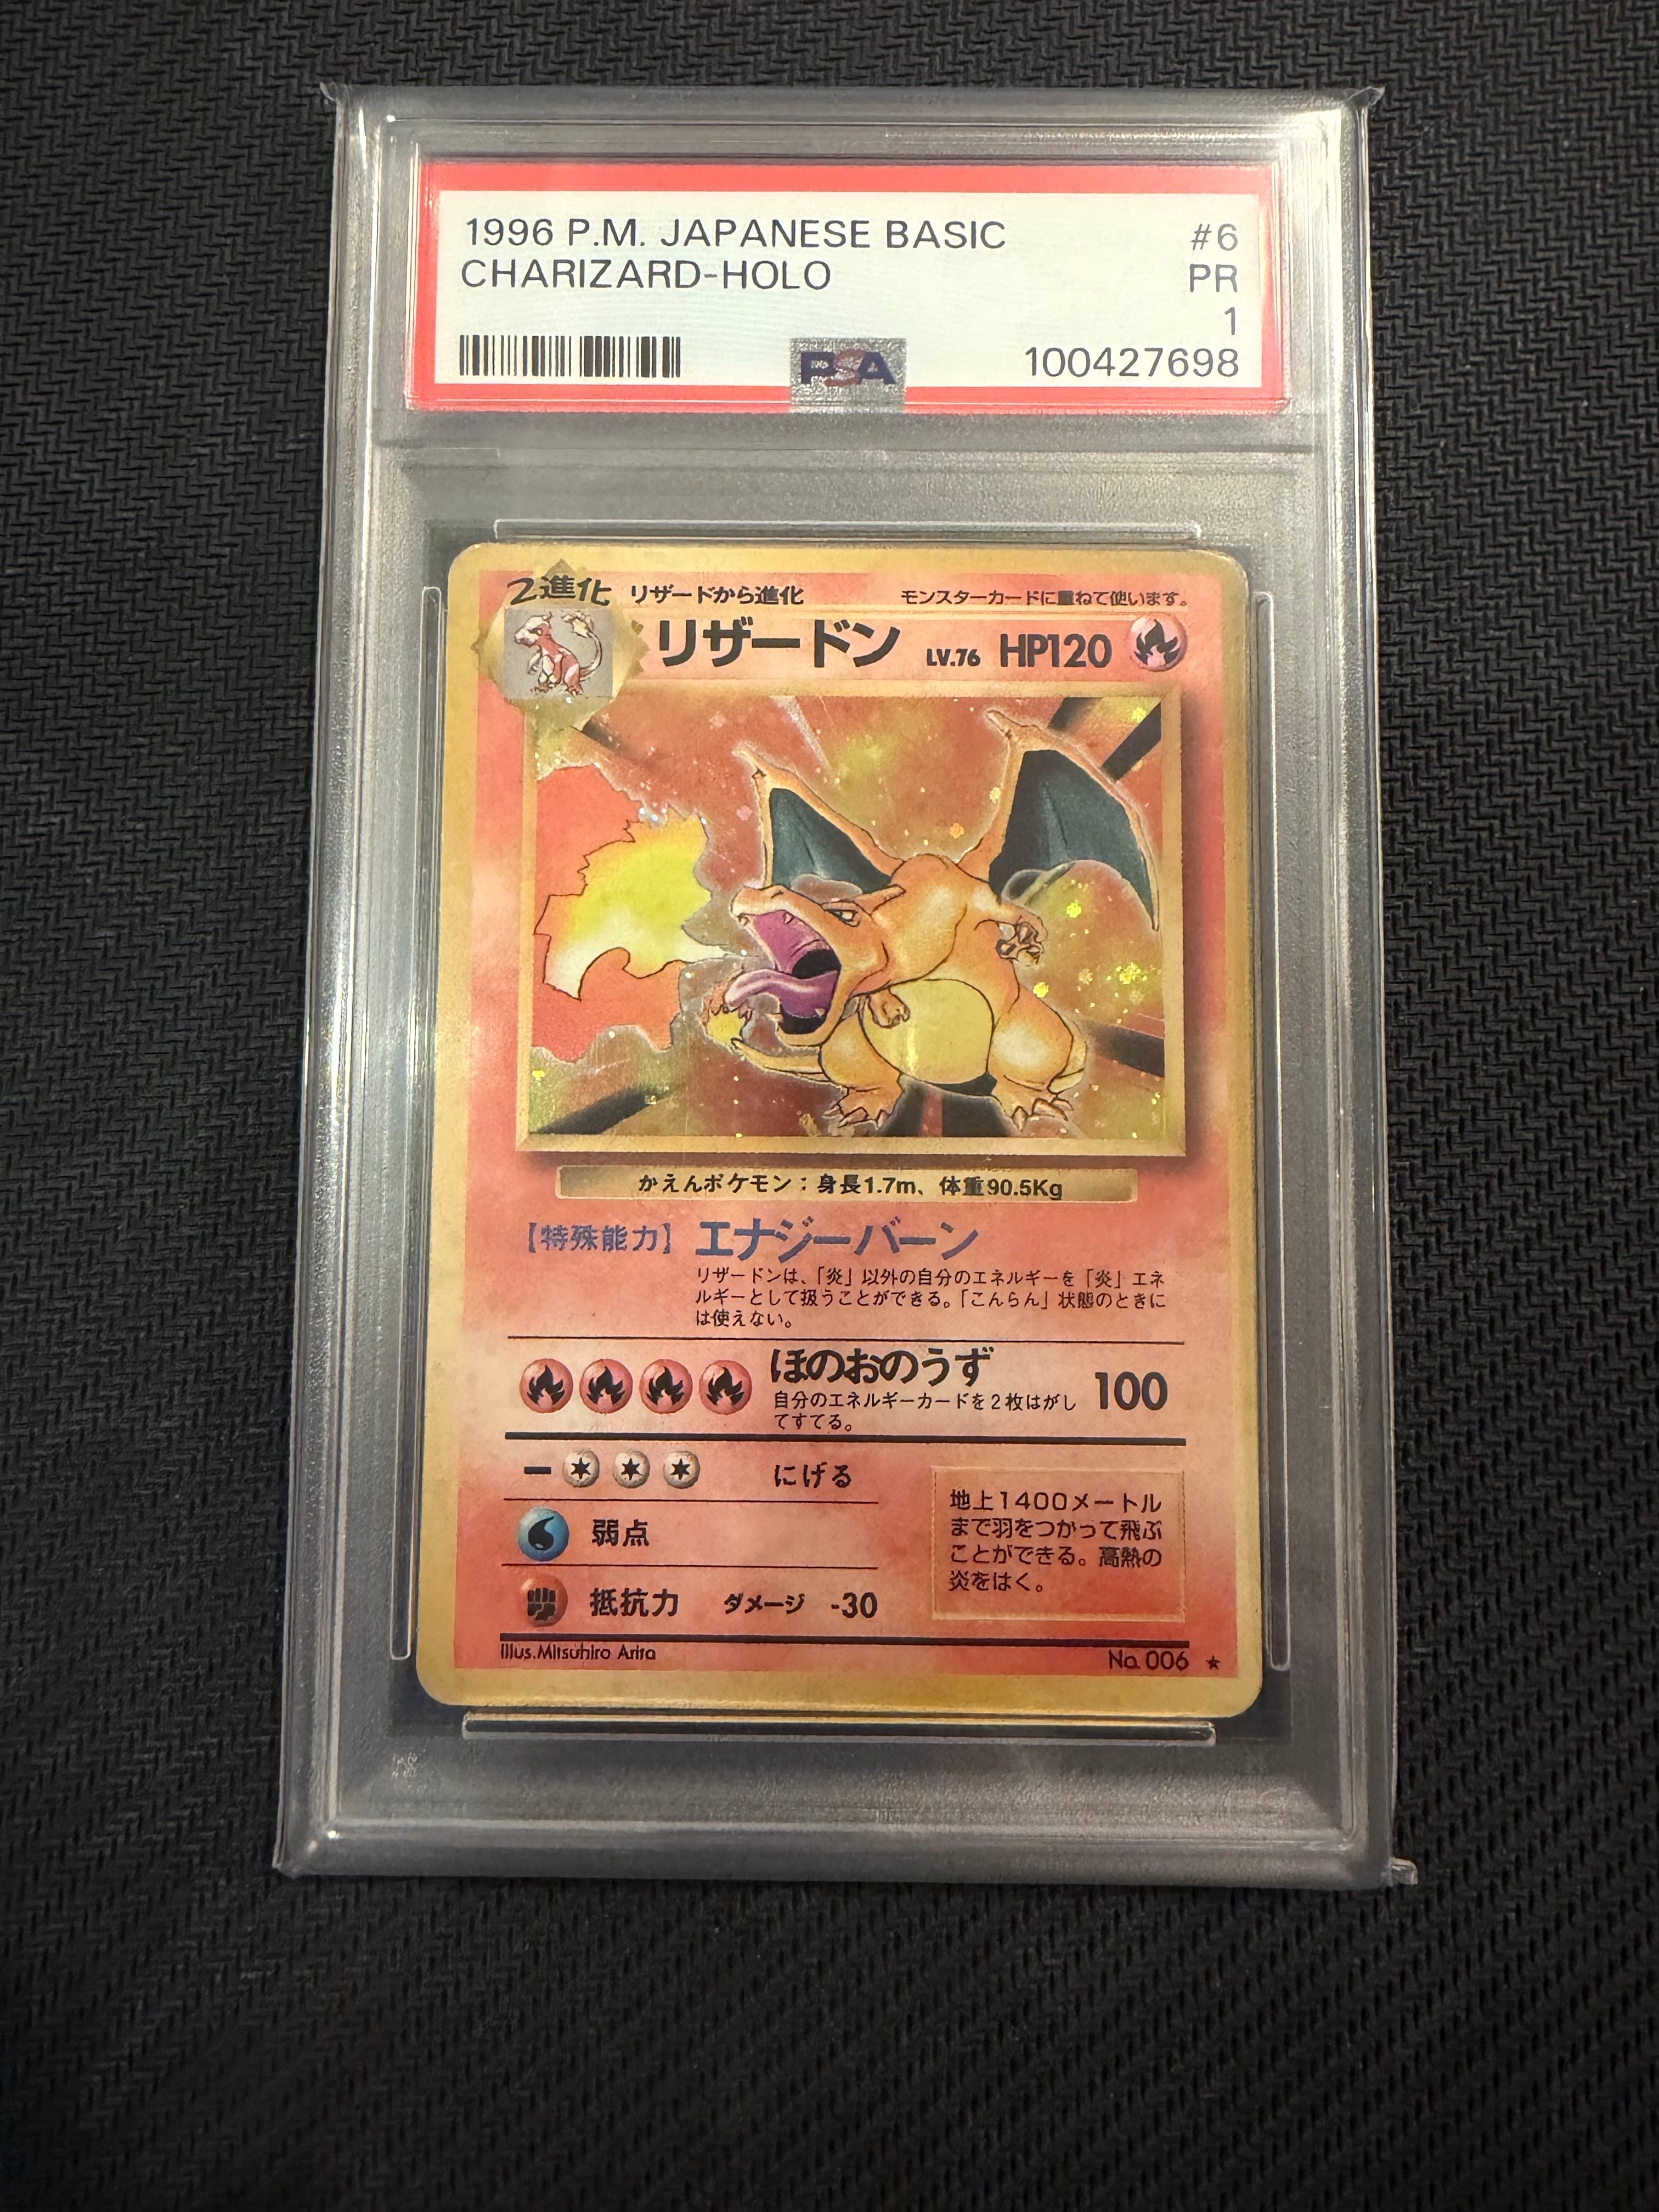 1996 P.M. JAPANESE BASIC #6
CHARIZARD-HOLO PR
1
PSA 100427698
2進化 リザードから進化 モンスターカードに重ねて使います。
リザードン LV.76 HP120
かえんポケモン：身長1.7m、体重90.5Kg
【特殊能力】 エナジーバーン
リザードンは、「炎」以外の自分のエネルギーを「炎」エネ
ルギーとして扱うことができる。「こんらん」状態のときに
は使えない。
ほのおのうず 100
自分のエネルギーカードを2枚はがし
てすてる。
ー にげる
弱点
抵抗力 ダメージ -30
地上1400メートル
まで羽をつかって飛ぶ
ことができる。高熱の
炎をはく。
Illus.Mitsuhiro Arita No.006 ★